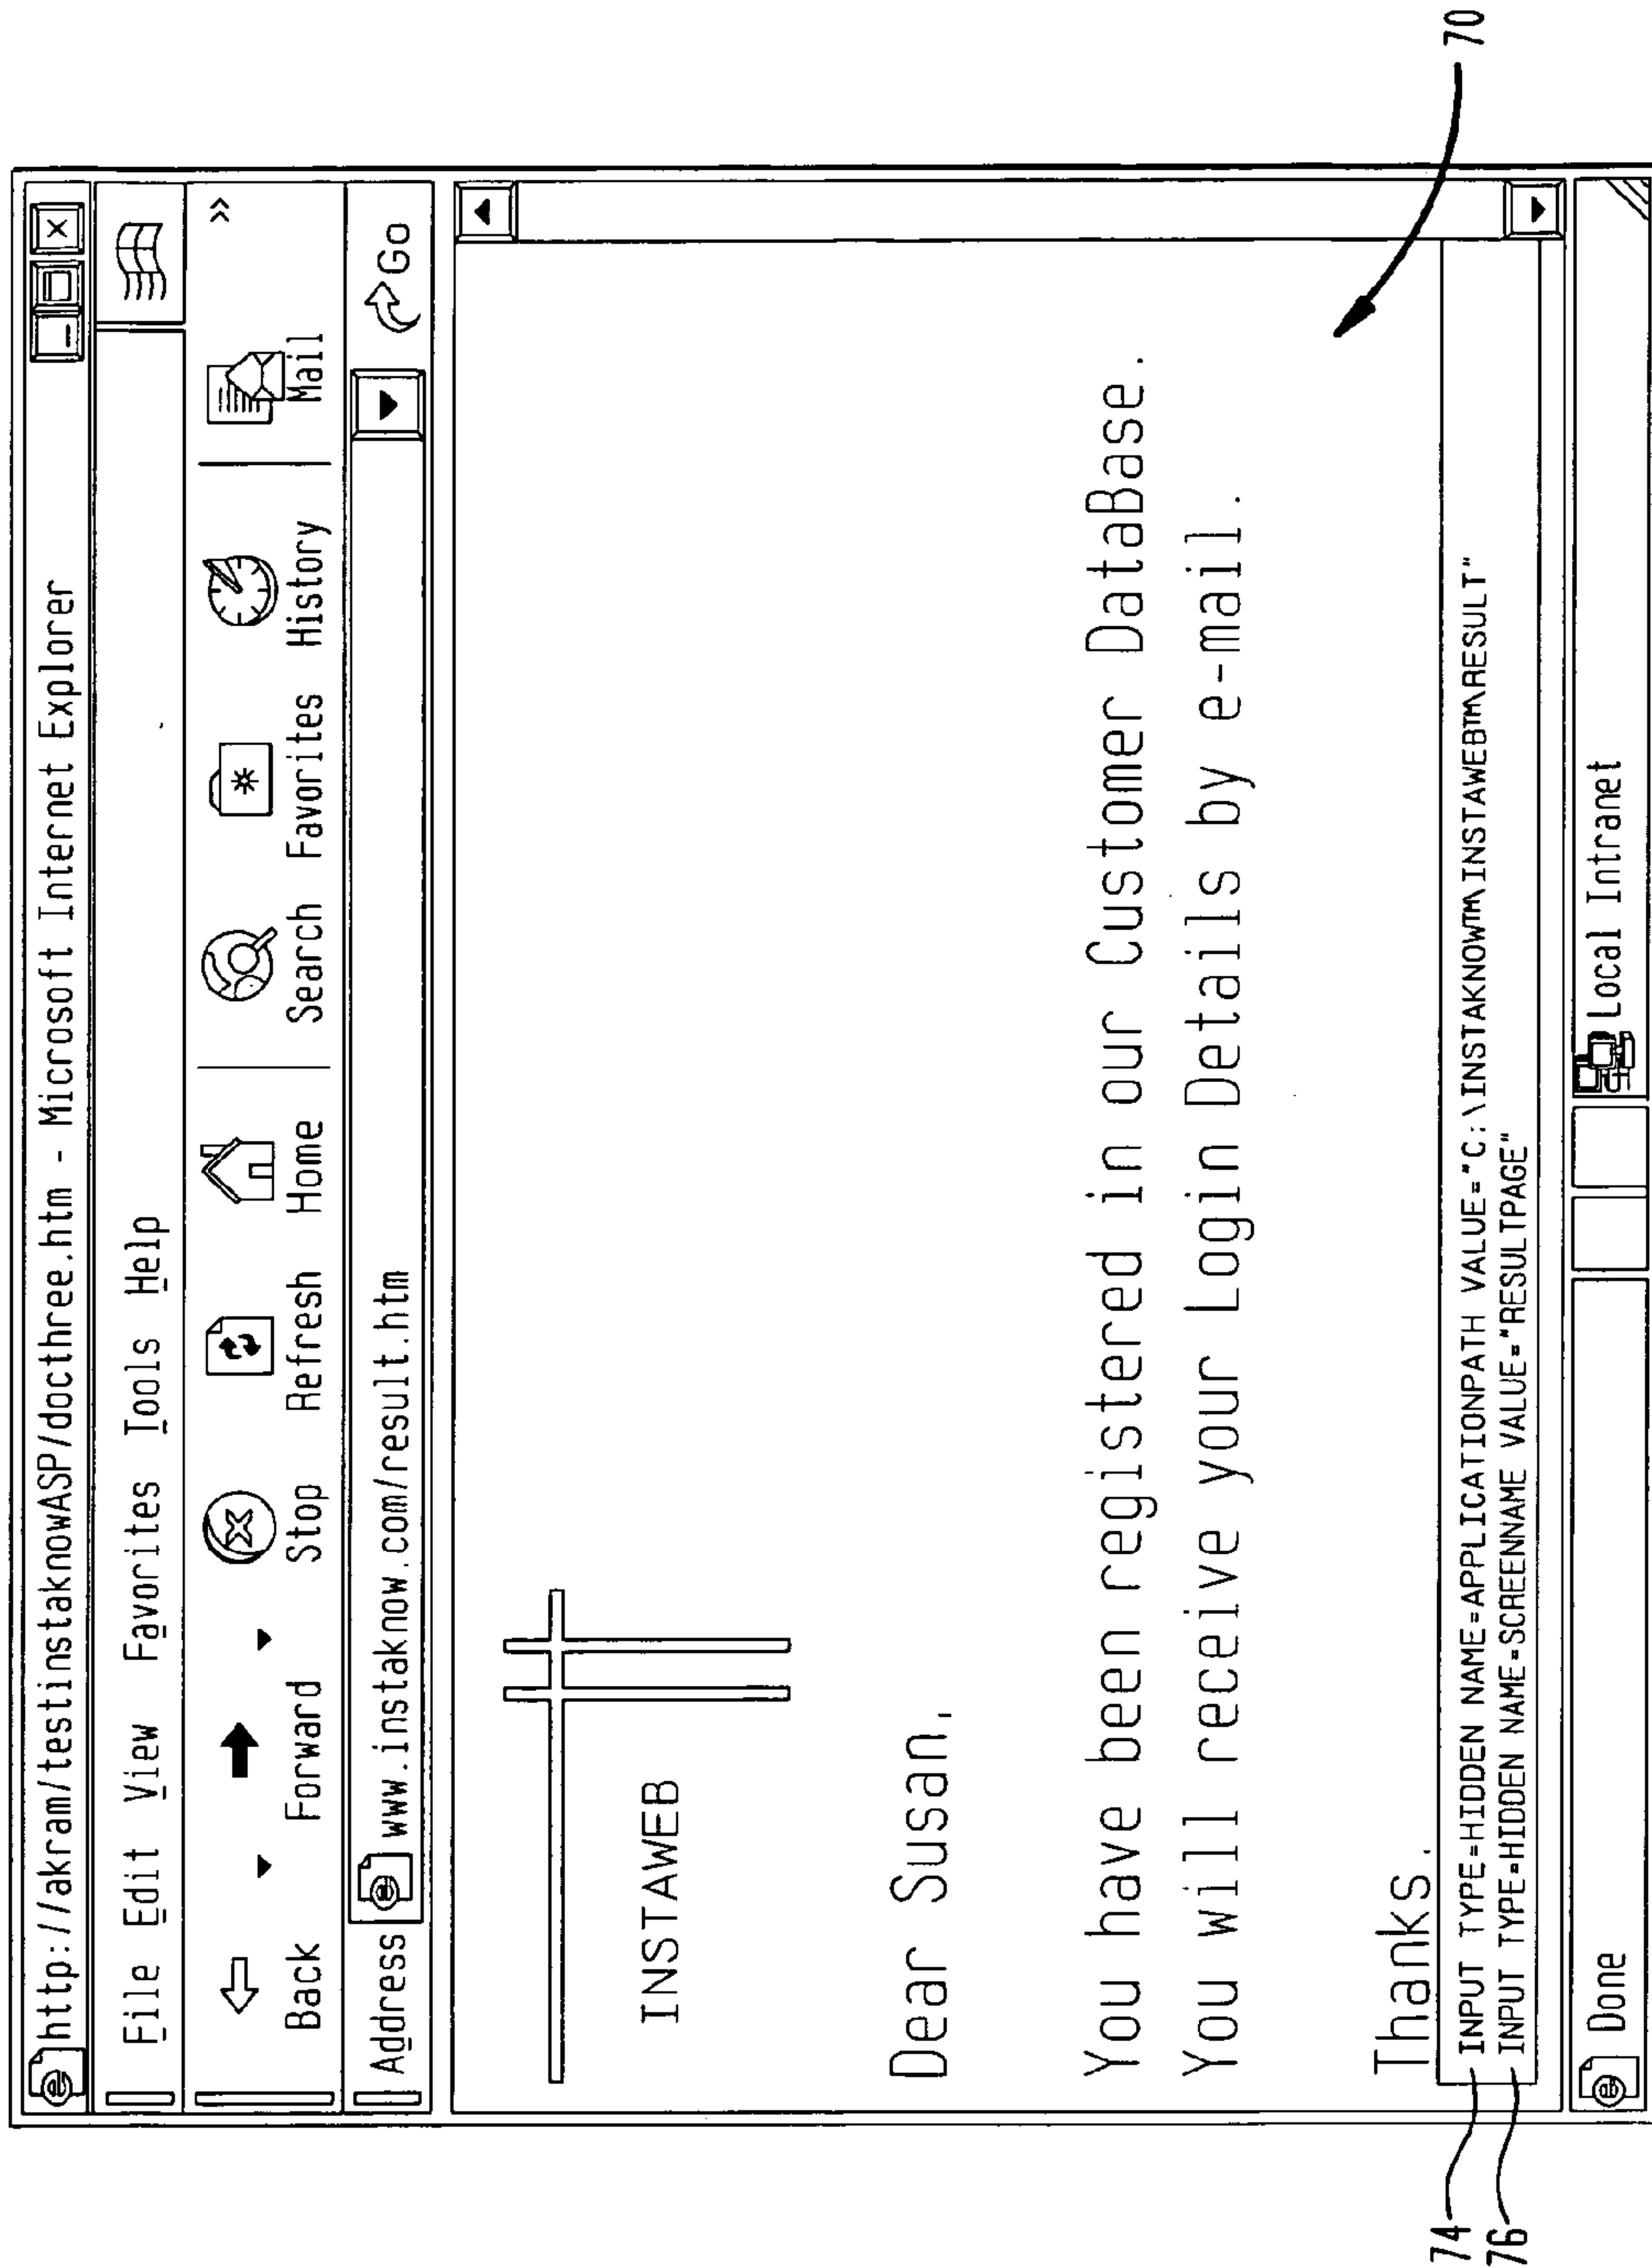 http://akram/testinstaknowASP/docthree.htm - Microsoft Internet Explorer
File Edit View Favorites Tools Help
Back Forward Stop Refresh Home Search Favorites History Mail »
Address www.instaknow.com/result.htm Go
INSTAWEB
Dear Susan,
You have been registered in our Customer DataBase.
You will receive your Login Details by e-mail.
Thanks.
74 INPUT TYPE=HIDDEN NAME=APPLICATIONPATH VALUE="C:\INSTAKNOW™\INSTAWEB™\RESULT"
76 INPUT TYPE=HIDDEN NAME=SCREENNAME VALUE="RESULTPAGE"
70
Done Local Intranet